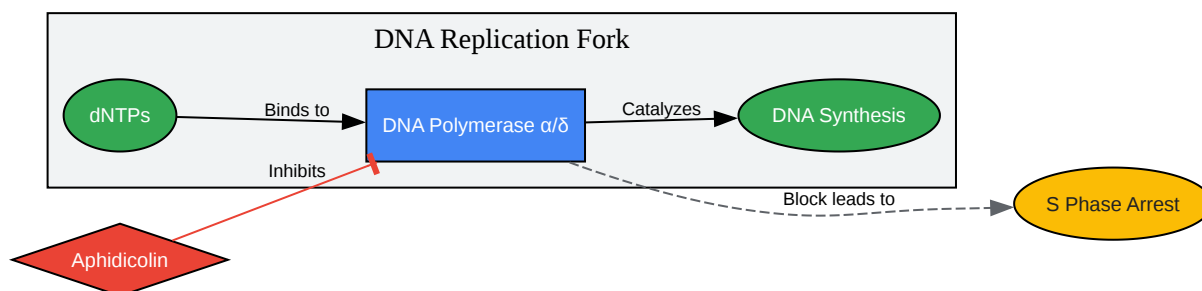 DNA Replication Fork
dNTPs
Binds to
DNA Polymerase α/δ
Catalyzes
DNA Synthesis
Inhibits
Block leads to
S Phase Arrest
Aphidicolin